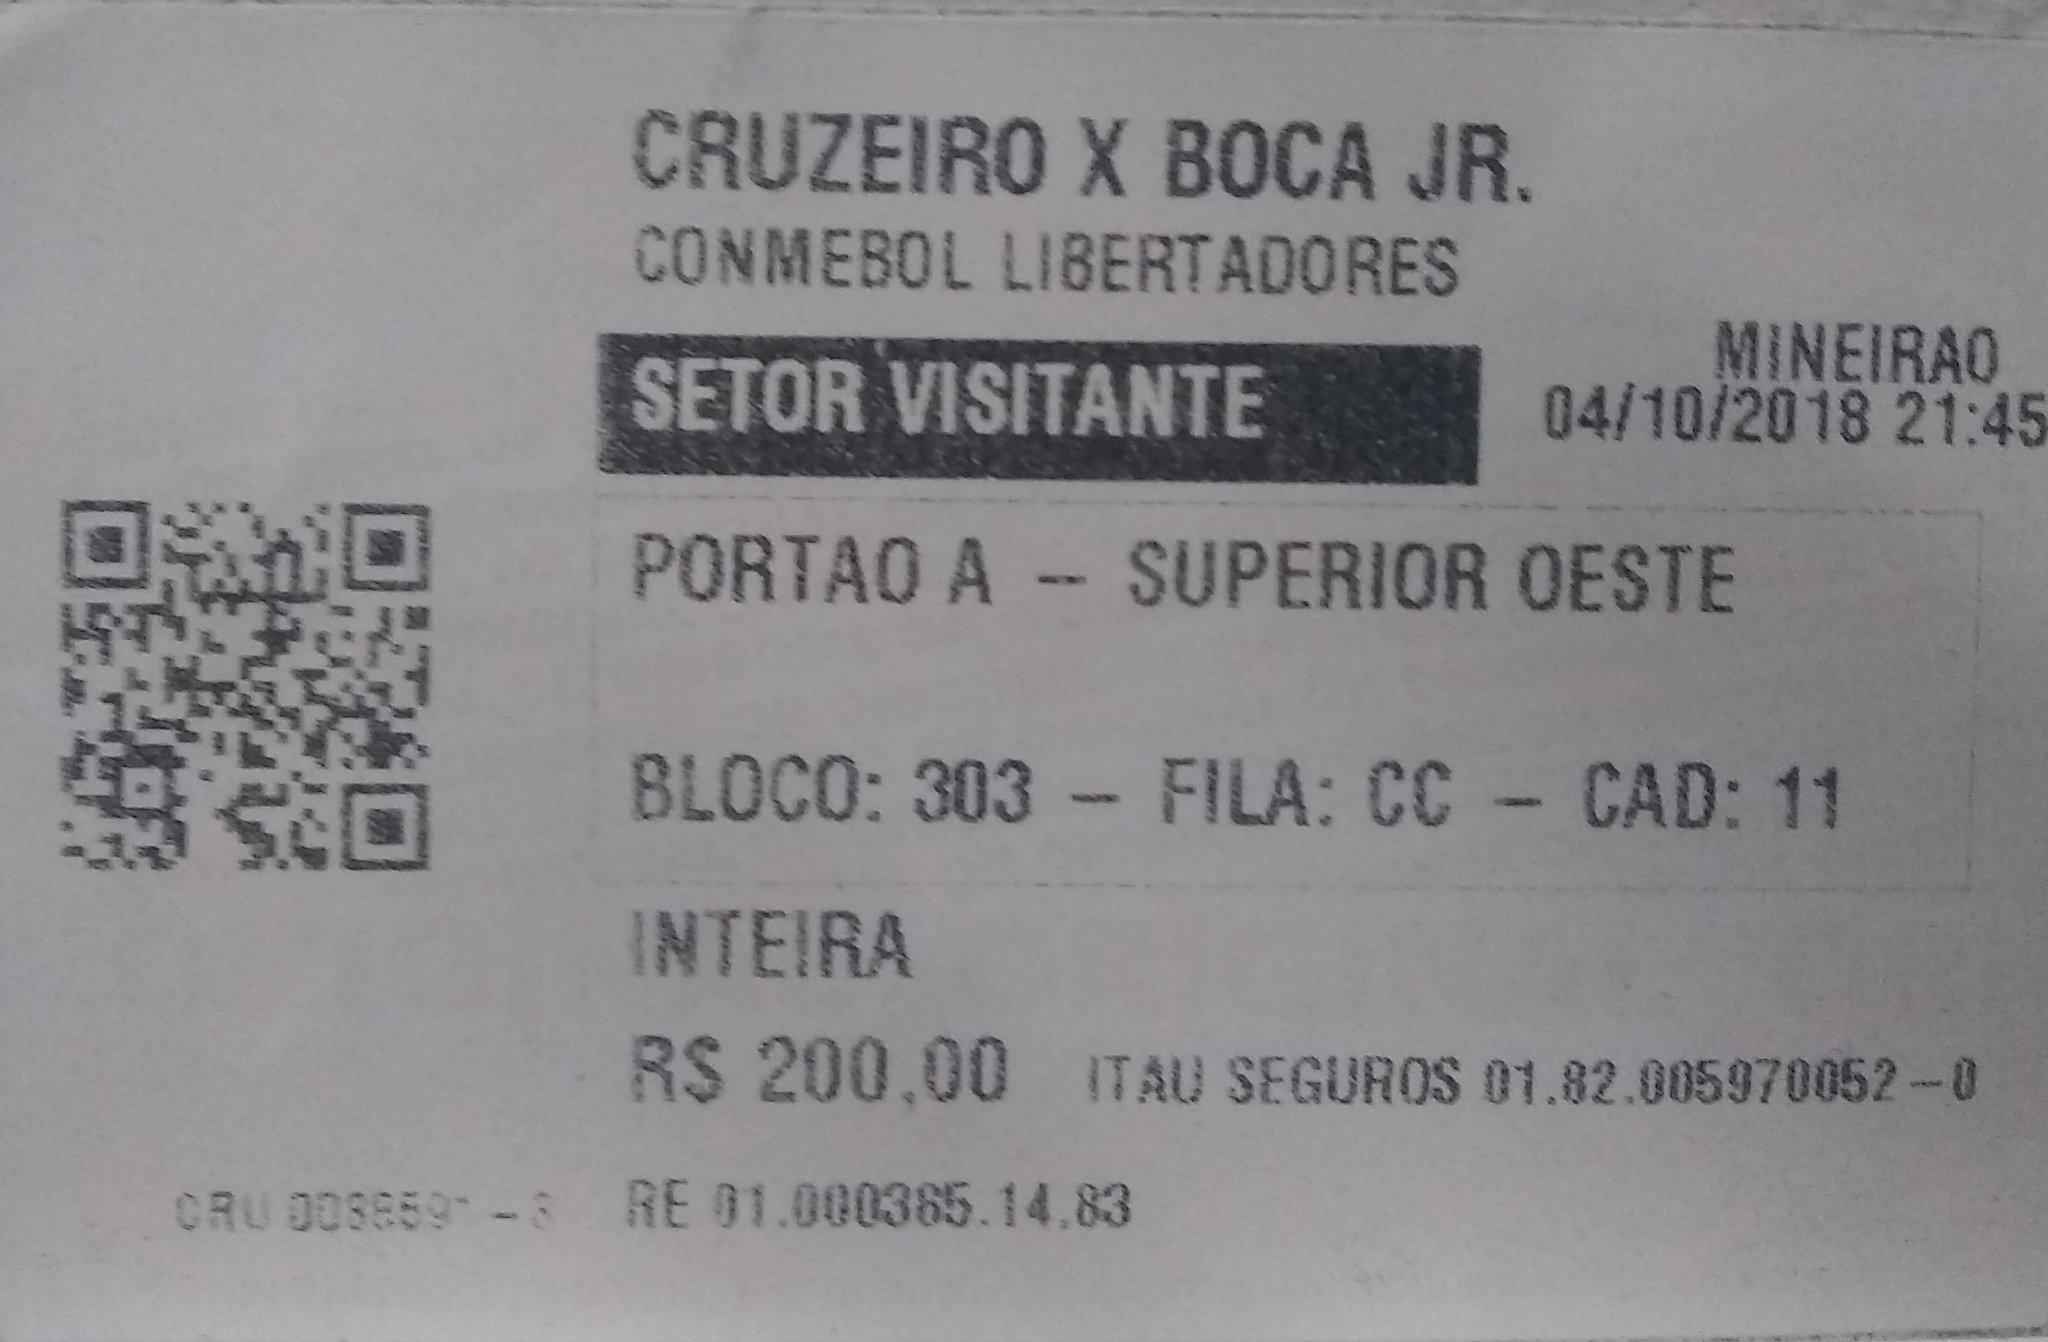 CRUZEIRO X BOCA JR.
CONMEBOL LIBERTADORES
SETOR VISITANTE
MINEIRAO
04/10/2018 21:45
PORTAO A - SUPERIOR OESTE
BLOCO: 303 - FILA: CC - CAD: 11
INTEIRA
R$ 200,00
ITAU SEGUROS 01.82.005970052-0
CRU
RE 01.000365.14.83